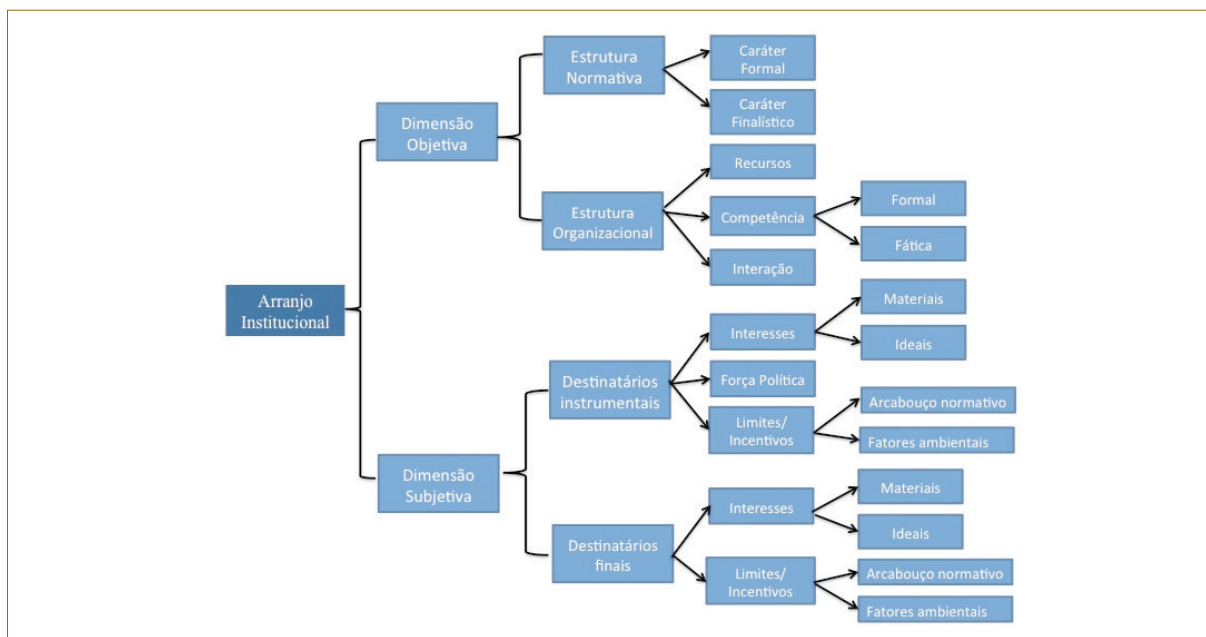 Arranjo
Institucional
Dimensão
Objetiva
Estrutura
Normativa
Caráter
Formal
Caráter
Finalístico
Estrutura
Organizacional
Recursos
Competência
Formal
Fática
Interação
Dimensão
Subjetiva
Destinatários
instrumentais
Interesses
Materiais
Ideais
Força Política
Limites/
Incentivos
Arcabouço normativo
Fatores ambientais
Destinatários
finais
Interesses
Materiais
Ideais
Limites/
Incentivos
Arcabouço normativo
Fatores ambientais